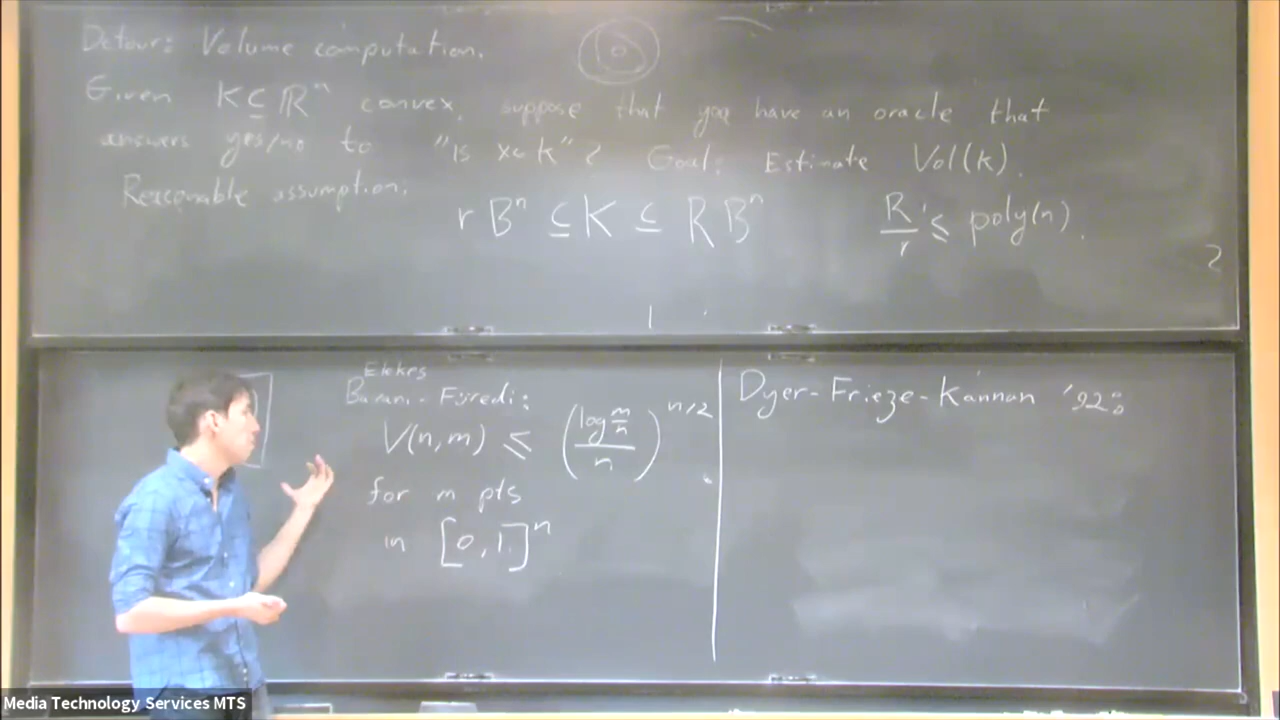 Detour: Volume computation.
Given K ⊆ ℝⁿ convex, suppose that you have an oracle that
answers yes/no to "Is x∈K"? Goal: Estimate Vol(K).
Reasonable assumption.
r Bⁿ ⊆ K ⊆ R Bⁿ R/r ≤ poly(n).
Elekes
Barani-Furedi:
V(n,m) ≤ (log m/n / n)^{n/2}
for m pts
in [0,1]ⁿ
Dyer-Frieze-Kannan '92:
Media Technology Services MTS